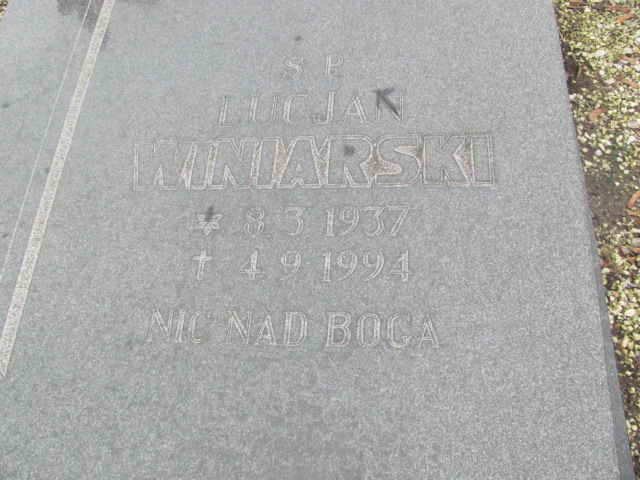 S.P.
LUCJAN
WINIARSKI
* 8.3.1937
† 4.9.1994
NIC NAD BOGA